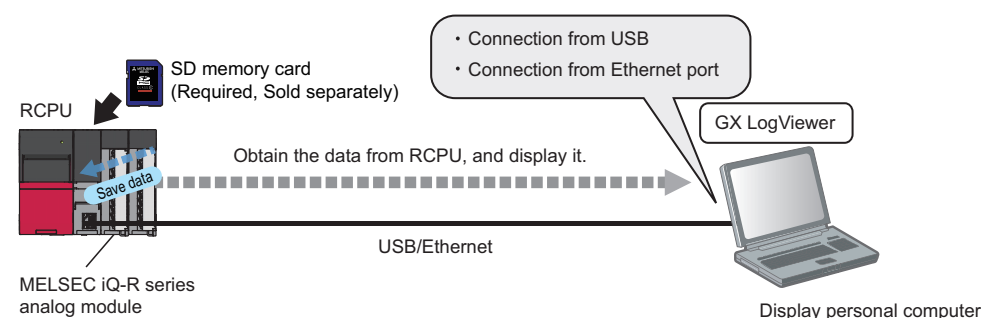 ・Connection from USB
・Connection from Ethernet port
SD memory card
(Required, Sold separately)
RCPU
GX LogViewer
Obtain the data from RCPU, and display it.
Save data
USB/Ethernet
MELSEC iQ-R series
analog module
Display personal computer